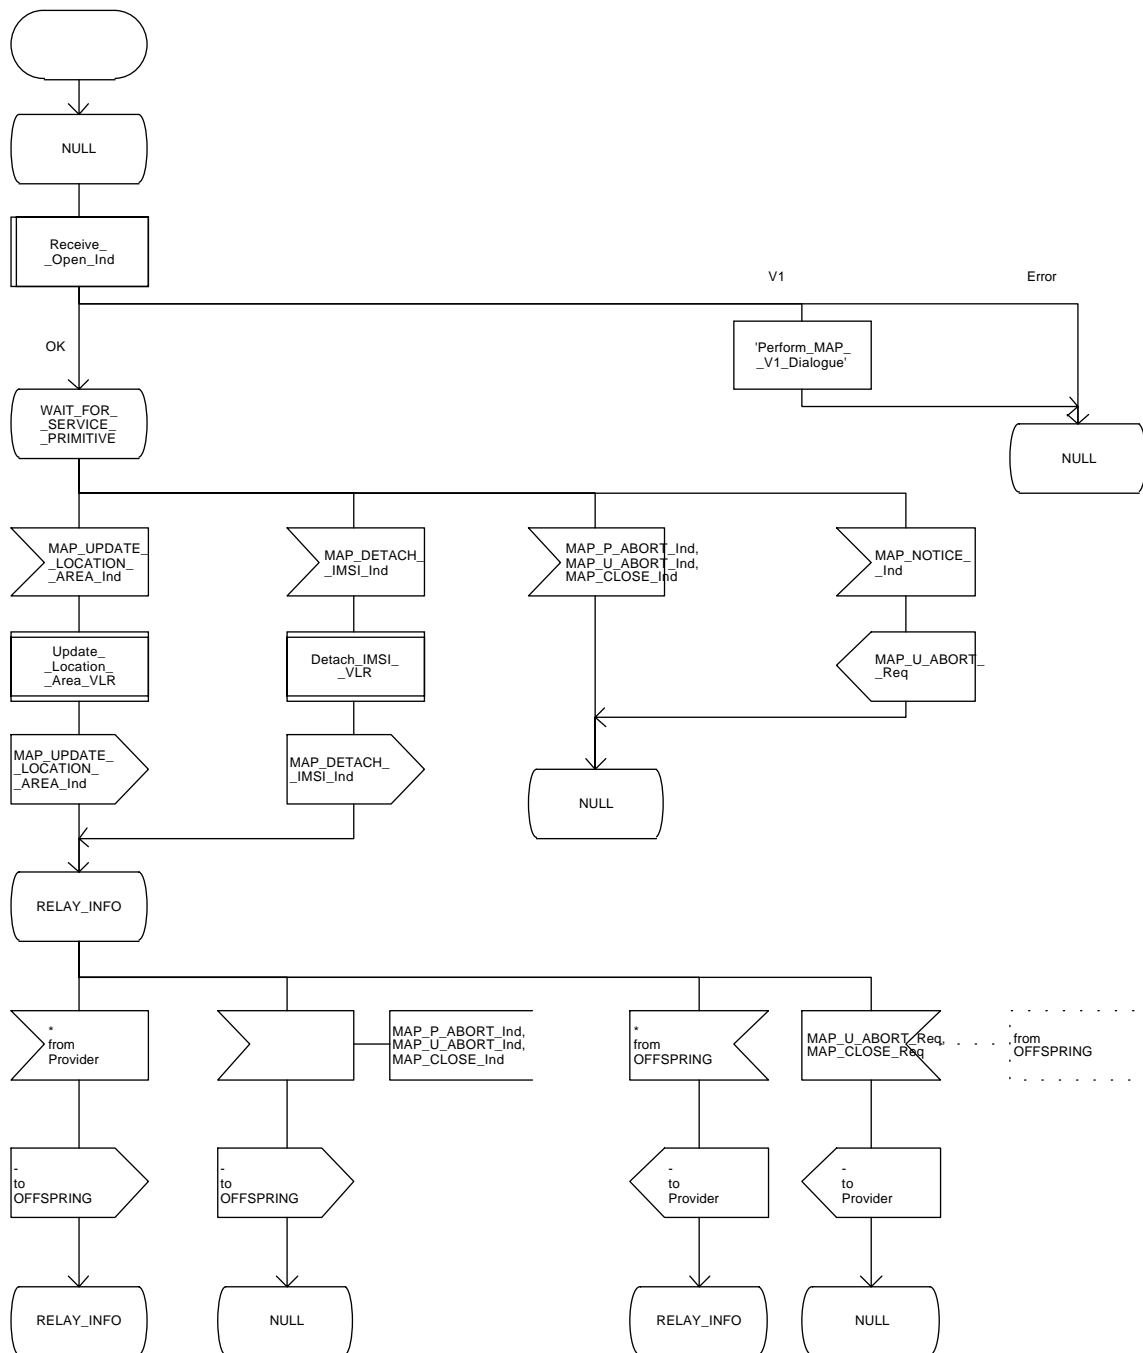 NULL
Receive_
_Open_Ind
V1
Error
OK
'Perform_MAP_
_V1_Dialogue'
WAIT_FOR_
_SERVICE_
_PRIMITIVE
NULL
MAP_UPDATE_
_LOCATION_
_AREA_Ind
MAP_DETACH_
_IMSI_Ind
MAP_P_ABORT_Ind,
MAP_U_ABORT_Ind,
MAP_CLOSE_Ind
MAP_NOTICE_
_Ind
Update_
_Location_
_Area_VLR
Detach_IMSI_
_VLR
MAP_U_ABORT_
_Req
MAP_UPDATE_
_LOCATION_
_AREA_Ind
MAP_DETACH_
_IMSI_Ind
NULL
RELAY_INFO
*
from
Provider
MAP_P_ABORT_Ind,
MAP_U_ABORT_Ind,
MAP_CLOSE_Ind
*
from
OFFSPRING
MAP_U_ABORT_Req,
MAP_CLOSE_Req
from
OFFSPRING
-
to
OFFSPRING
-
to
OFFSPRING
-
to
Provider
-
to
Provider
RELAY_INFO
NULL
RELAY_INFO
NULL